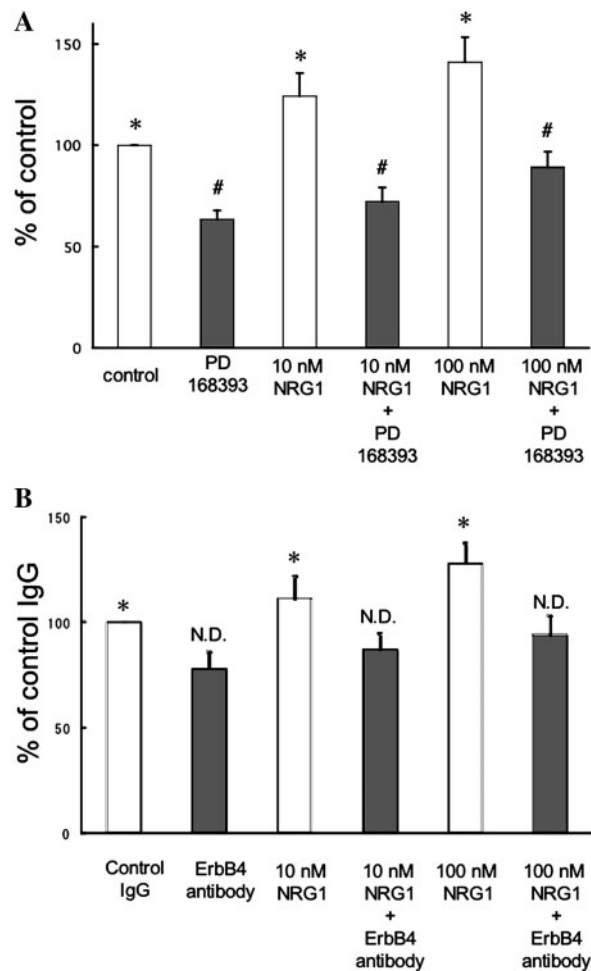 A
% of control
150
100
50
0
*
#
*
#
*
#
control
PD
168393
10 nM
NRG1
10 nM
NRG1
+
PD
168393
100 nM
NRG1
100 nM
NRG1
+
PD
168393
B
% of control IgG
150
100
50
0
*
N.D.
*
N.D.
*
N.D.
Control
IgG
ErbB4
antibody
10 nM
NRG1
10 nM
NRG1
+
ErbB4
antibody
100 nM
NRG1
100 nM
NRG1
+
ErbB4
antibody